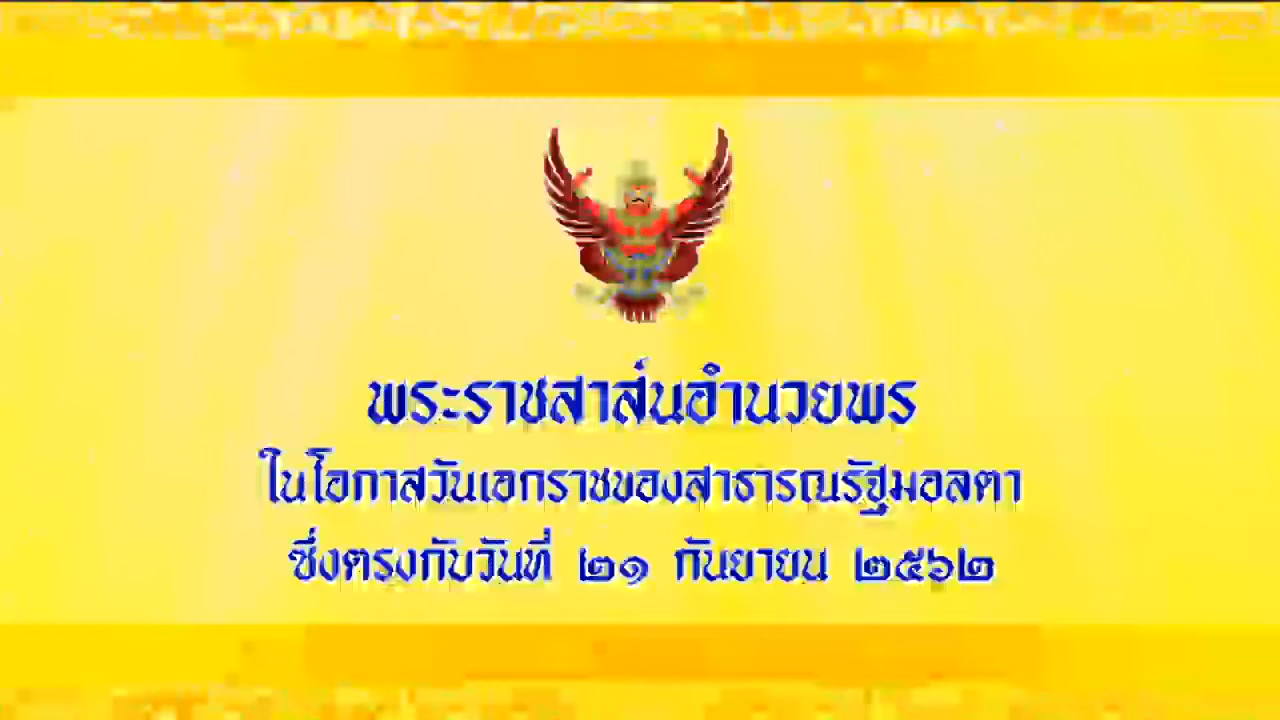 พระราชสาส์นอำนวยพร
ในโอกาสวันเอกราชของสาธารณรัฐมอลตา
ซึ่งตรงกับวันที่ ๒๑ กันยายน ๒๕๖๒